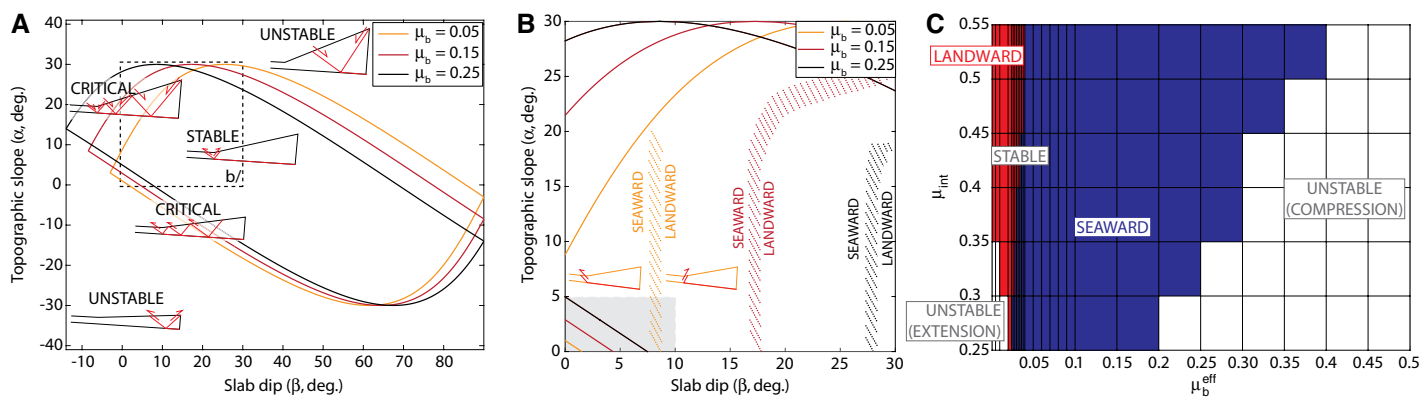 A
Topographic slope (α, deg.)
40
30
20
10
0
-10
-20
-30
-40
UNSTABLE
μb = 0.05
μb = 0.15
μb = 0.25
CRITICAL
STABLE
b/
CRITICAL
UNSTABLE
-10 0 10 20 30 40 60 70 80
Slab dip (β, deg.)
B
Topographic slope (α, deg.)
30
25
20
15
10
5
0
μb = 0.05
μb = 0.15
μb = 0.25
SEAWARD
LANDWARD
SEAWARD
LANDWARD
SEAWARD
LANDWARD
0 5 10 15 20 25 30
Slab dip (β, deg.)
C
μint
0.55
0.5
0.45
0.4
0.35
0.3
0.25
LANDWARD
STABLE
SEAWARD
UNSTABLE
(COMPRESSION)
UNSTABLE
(EXTENSION)
0.05 0.1 0.15 0.2 0.25 0.30 0.35 0.4 0.45 0.5
μb eff